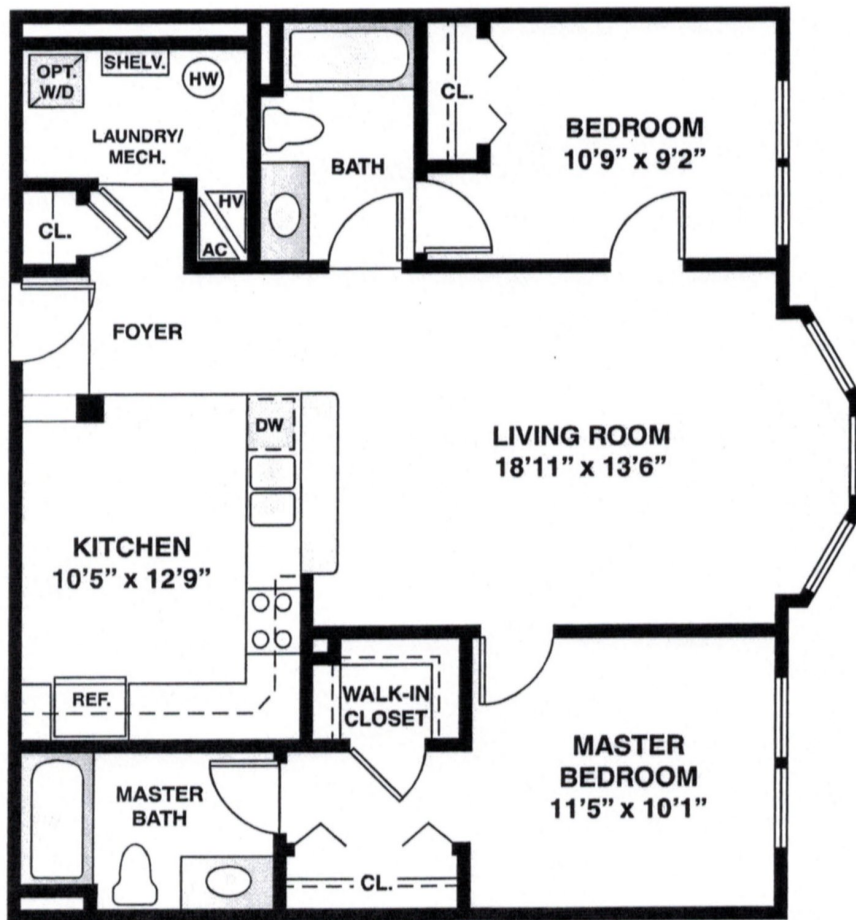 OPT.
W/D
SHELV.
HW
LAUNDRY/
MECH.
CL.
HV
AC
BATH
CL.
BEDROOM
10'9” x 9'2”
FOYER
DW
LIVING ROOM
18'11” x 13'6”
KITCHEN
10'5” x 12'9”
REF.
WALK-IN
CLOSET
MASTER
BATH
CL.
MASTER
BEDROOM
11'5” x 10'1”